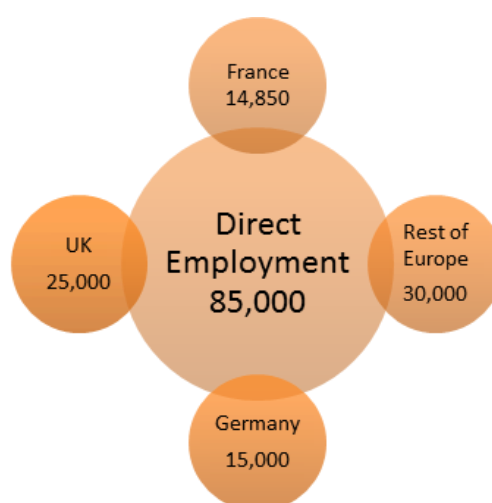 France
14,850
UK
25,000
Direct
Employment
85,000
Rest of
Europe
30,000
Germany
15,000